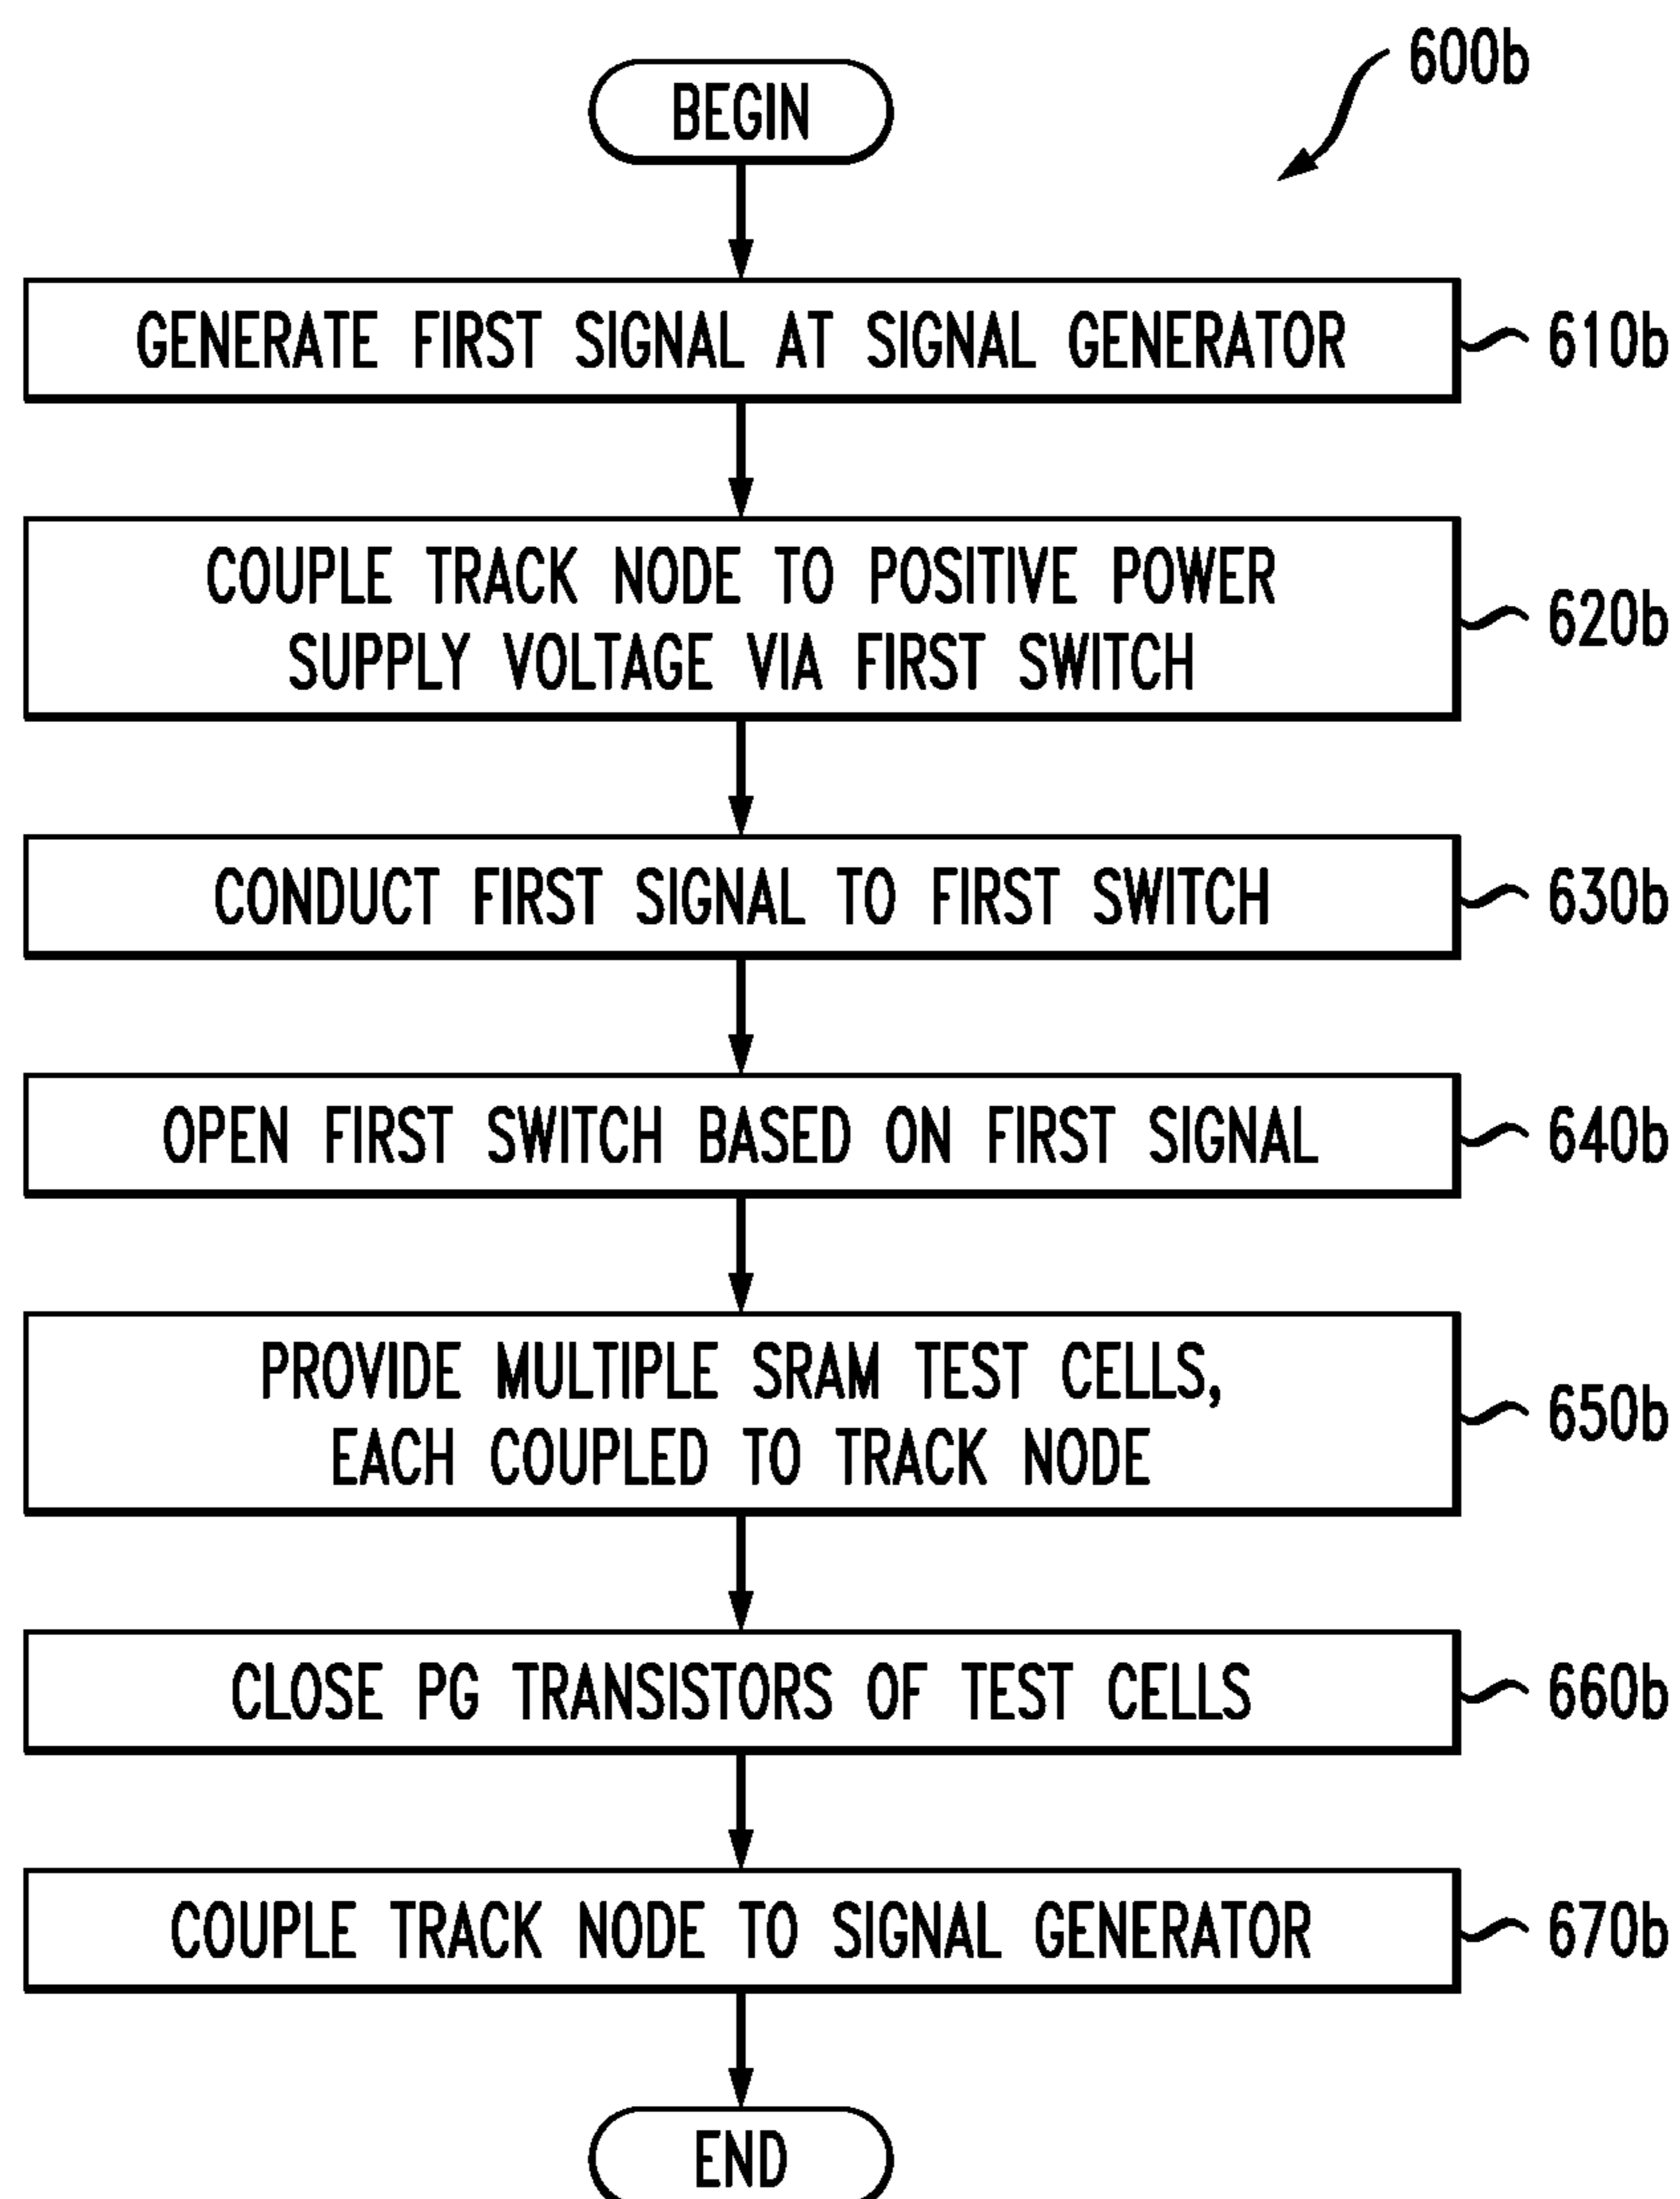 600b
BEGIN
GENERATE FIRST SIGNAL AT SIGNAL GENERATOR
610b
COUPLE TRACK NODE TO POSITIVE POWER
SUPPLY VOLTAGE VIA FIRST SWITCH
620b
CONDUCT FIRST SIGNAL TO FIRST SWITCH
630b
OPEN FIRST SWITCH BASED ON FIRST SIGNAL
640b
PROVIDE MULTIPLE SRAM TEST CELLS,
EACH COUPLED TO TRACK NODE
650b
CLOSE PG TRANSISTORS OF TEST CELLS
660b
COUPLE TRACK NODE TO SIGNAL GENERATOR
670b
END